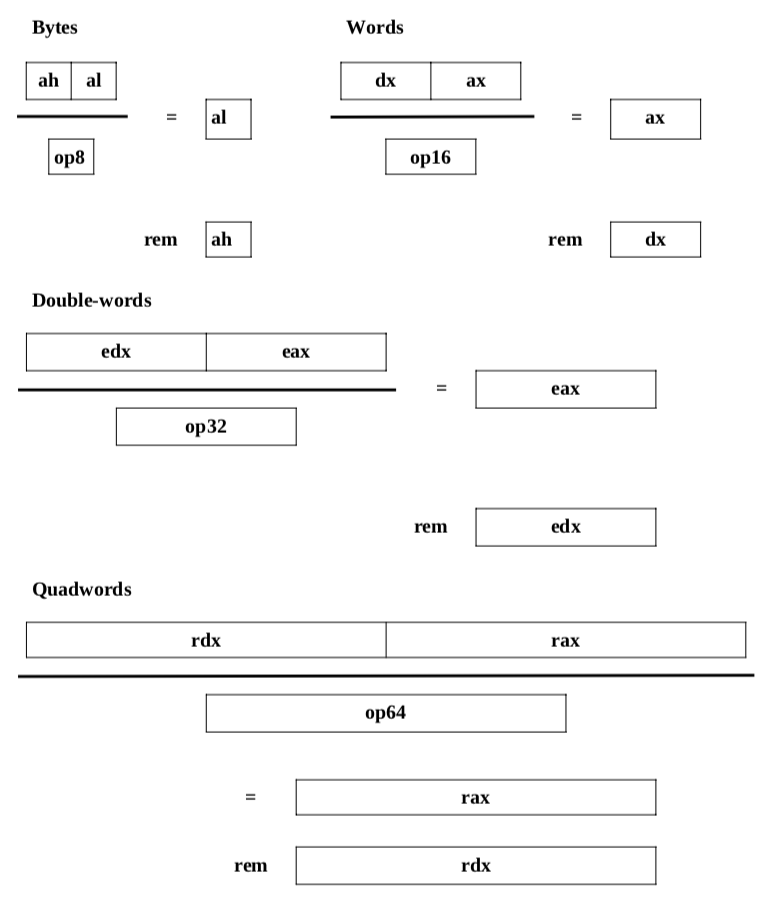 Bytes
Words
ah al
= al
op8
rem ah
dx ax
= ax
op16
rem dx
Double-words
edx eax
= eax
op32
rem edx
Quadwords
rdx rax
op64
= rax
rem rdx